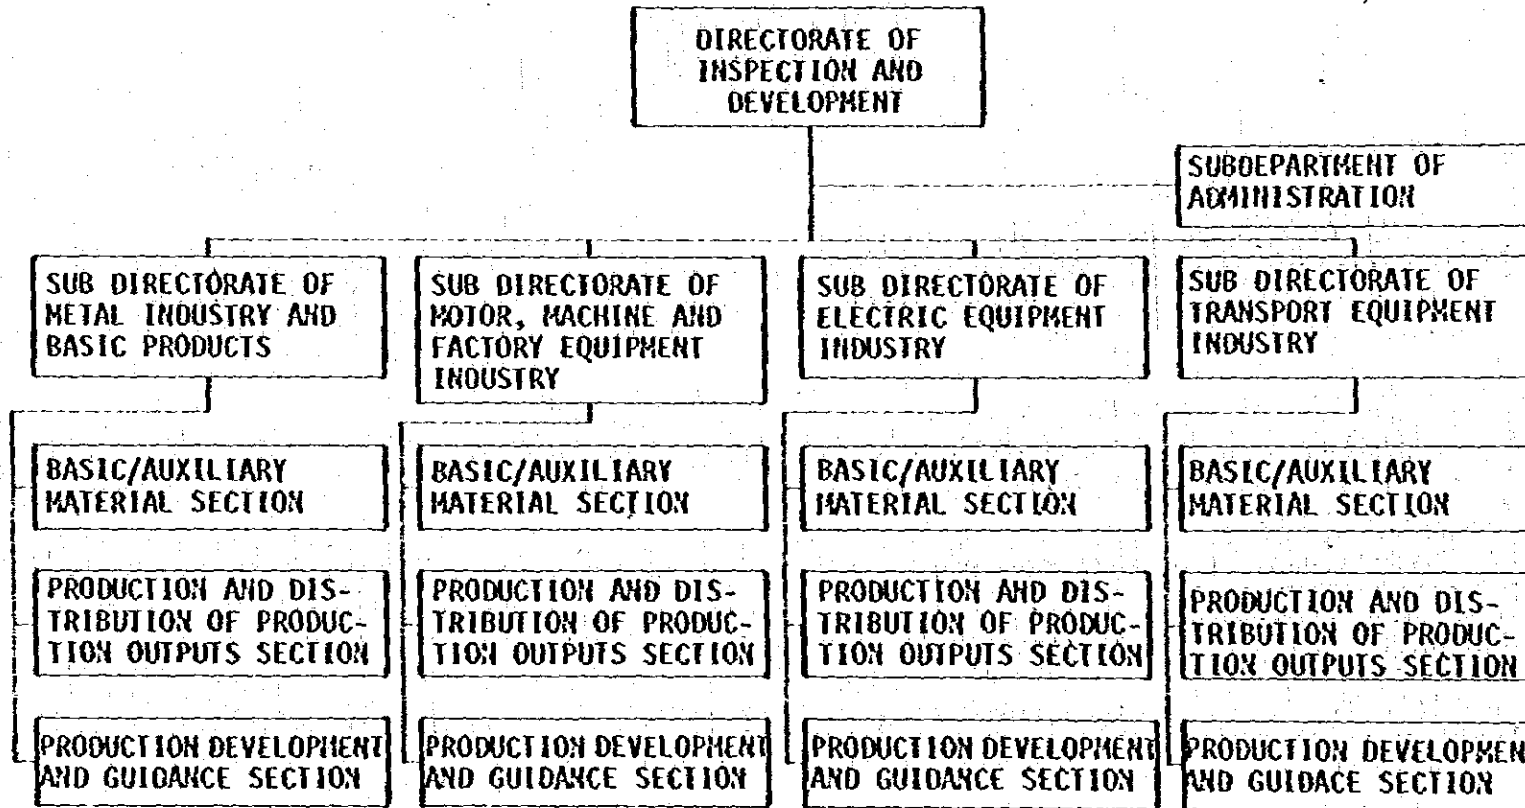 DIRECTORATE OF
INSPECTION AND
DEVELOPMENT
SUBDEPARTMENT OF
ADMINISTRATION
SUB DIRECTORATE OF
METAL INDUSTRY AND
BASIC PRODUCTS
SUB DIRECTORATE OF
MOTOR, MACHINE AND
FACTORY EQUIPMENT
INDUSTRY
SUB DIRECTORATE OF
ELECTRIC EQUIPMENT
INDUSTRY
SUB DIRECTORATE OF
TRANSPORT EQUIPMENT
INDUSTRY
BASIC/AUXILIARY
MATERIAL SECTION
BASIC/AUXILIARY
MATERIAL SECTION
BASIC/AUXILIARY
MATERIAL SECTION
BASIC/AUXILIARY
MATERIAL SECTION
PRODUCTION AND DIS-
TRIBUTION OF PRODUC-
TION OUTPUTS SECTION
PRODUCTION AND DIS-
TRIBUTION OF PRODUC-
TION OUTPUTS SECTION
PRODUCTION AND DIS-
TRIBUTION OF PRODUC-
TION OUTPUTS SECTION
PRODUCTION AND DIS-
TRIBUTION OF PRODUC-
TION OUTPUTS SECTION
PRODUCTION DEVELOPMENT
AND GUIDANCE SECTION
PRODUCTION DEVELOPMENT
AND GUIDANCE SECTION
PRODUCTION DEVELOPMENT
AND GUIDANCE SECTION
PRODUCTION DEVELOPMEN
AND GUIDACE SECTION